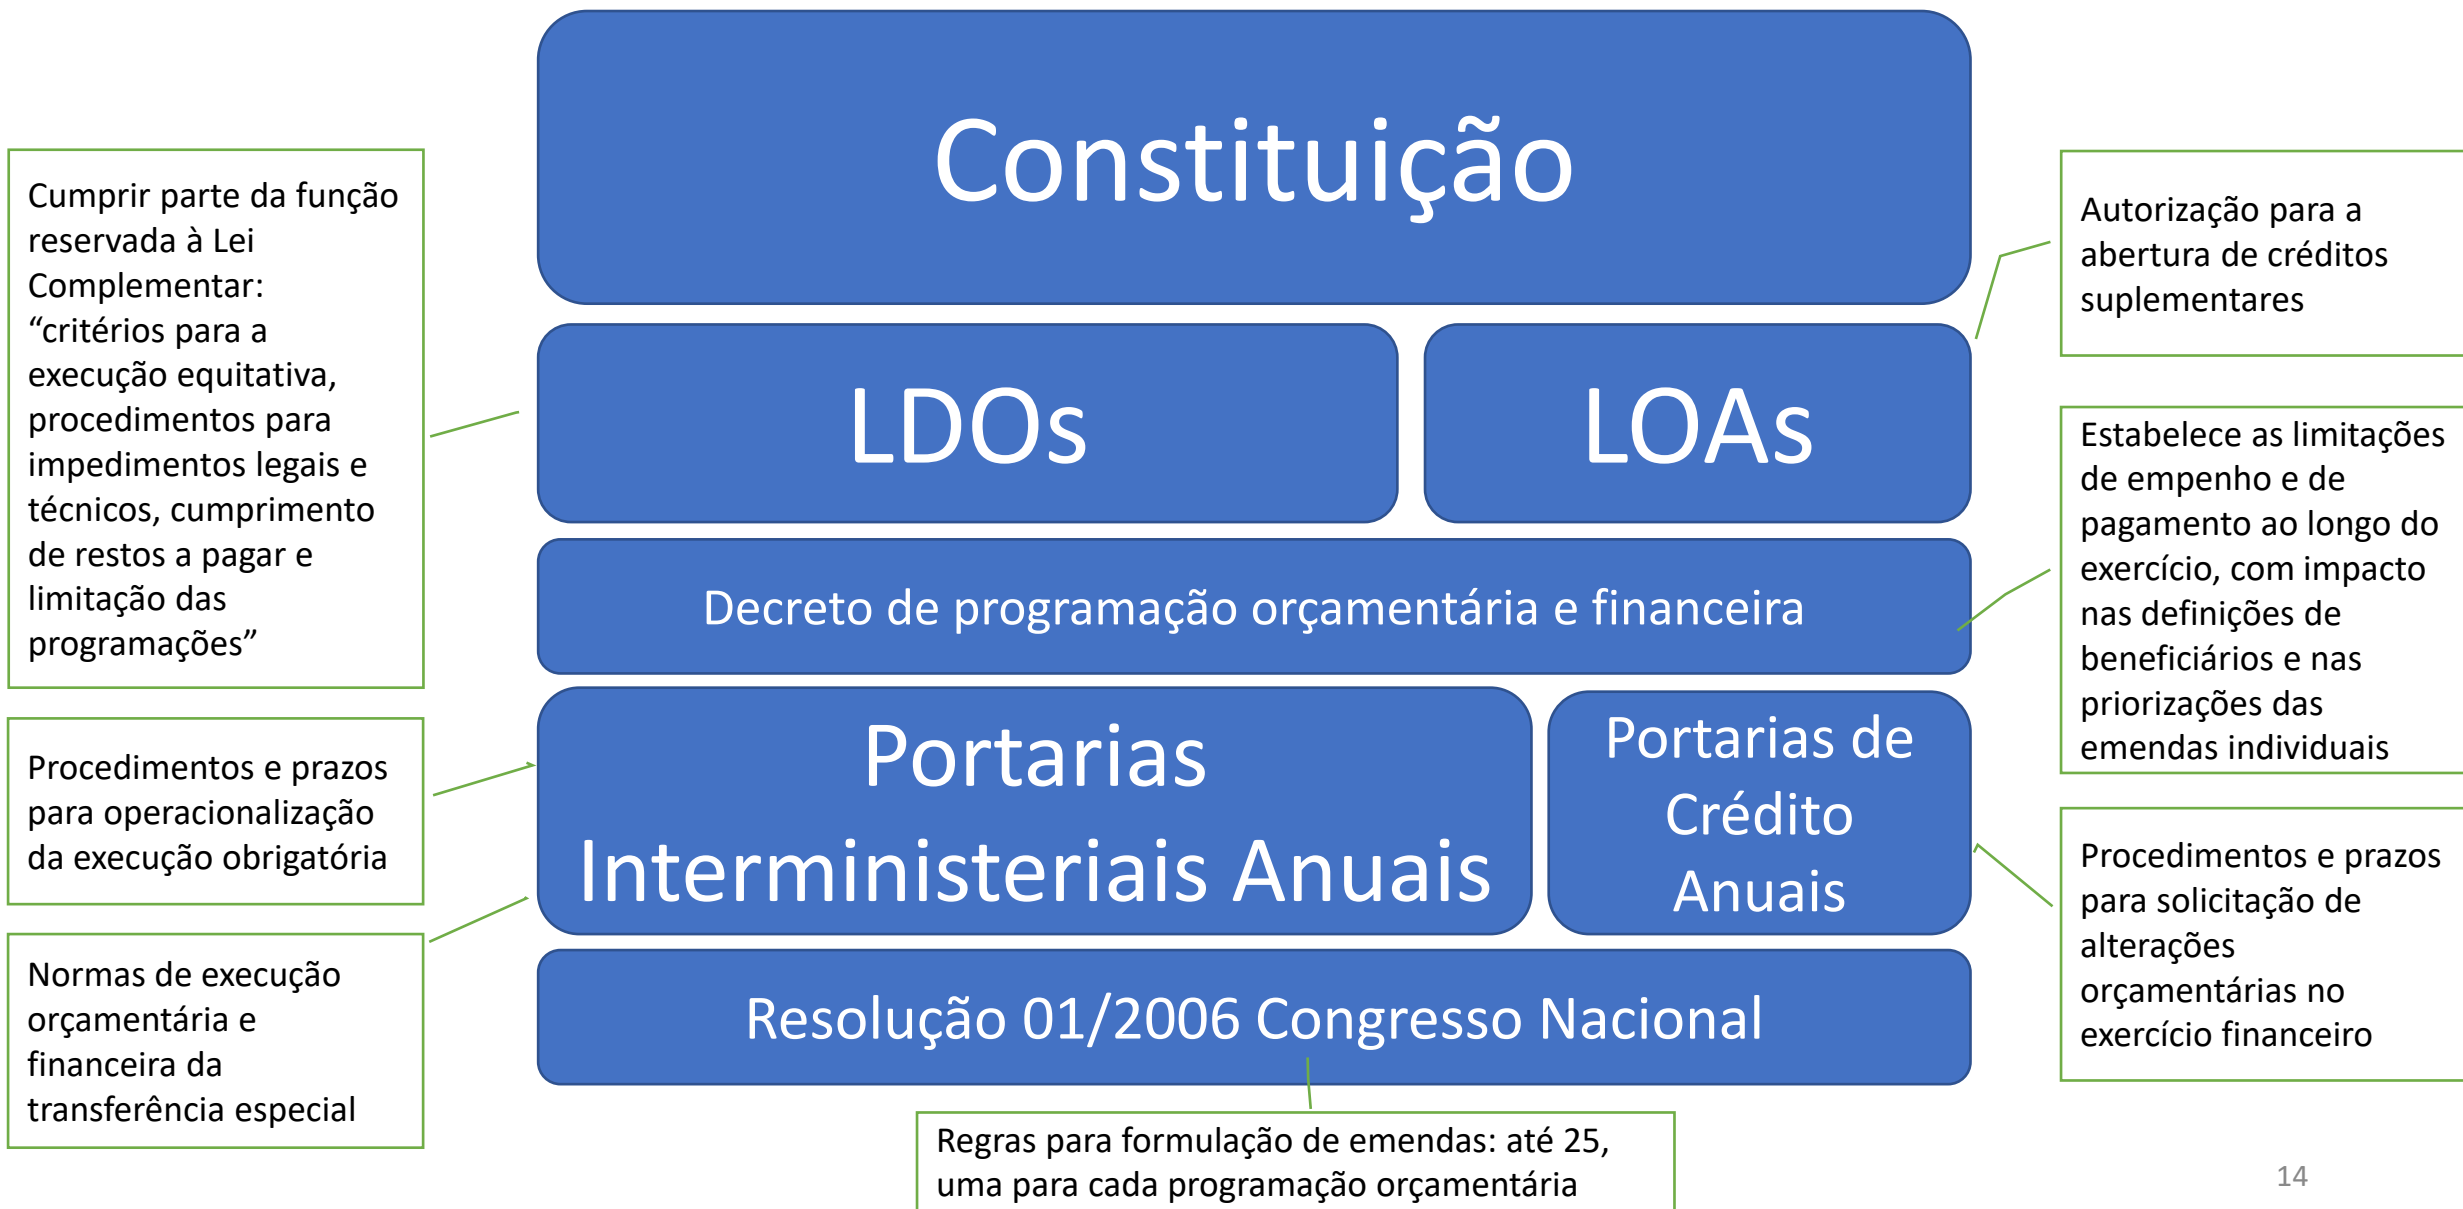 Constituição
Cumprir parte da função
reservada à Lei
Complementar:
“critérios para a
execução equitativa,
procedimentos para
impedimentos legais e
técnicos, cumprimento
de restos a pagar e
limitação das
programações”
Autorização para a
abertura de créditos
suplementares
LDOs
LOAs
Estabelece as limitações
de empenho e de
pagamento ao longo do
exercício, com impacto
nas definições de
beneficiários e nas
priorizações das
emendas individuais
Decreto de programação orçamentária e financeira
Procedimentos e prazos
para operacionalização
da execução obrigatória
Portarias
Interministeriais Anuais
Portarias de
Crédito
Anuais
Procedimentos e prazos
para solicitação de
alterações
orçamentárias no
exercício financeiro
Normas de execução
orçamentária e
financeira da
transferência especial
Resolução 01/2006 Congresso Nacional
Regras para formulação de emendas: até 25,
uma para cada programação orçamentária
14